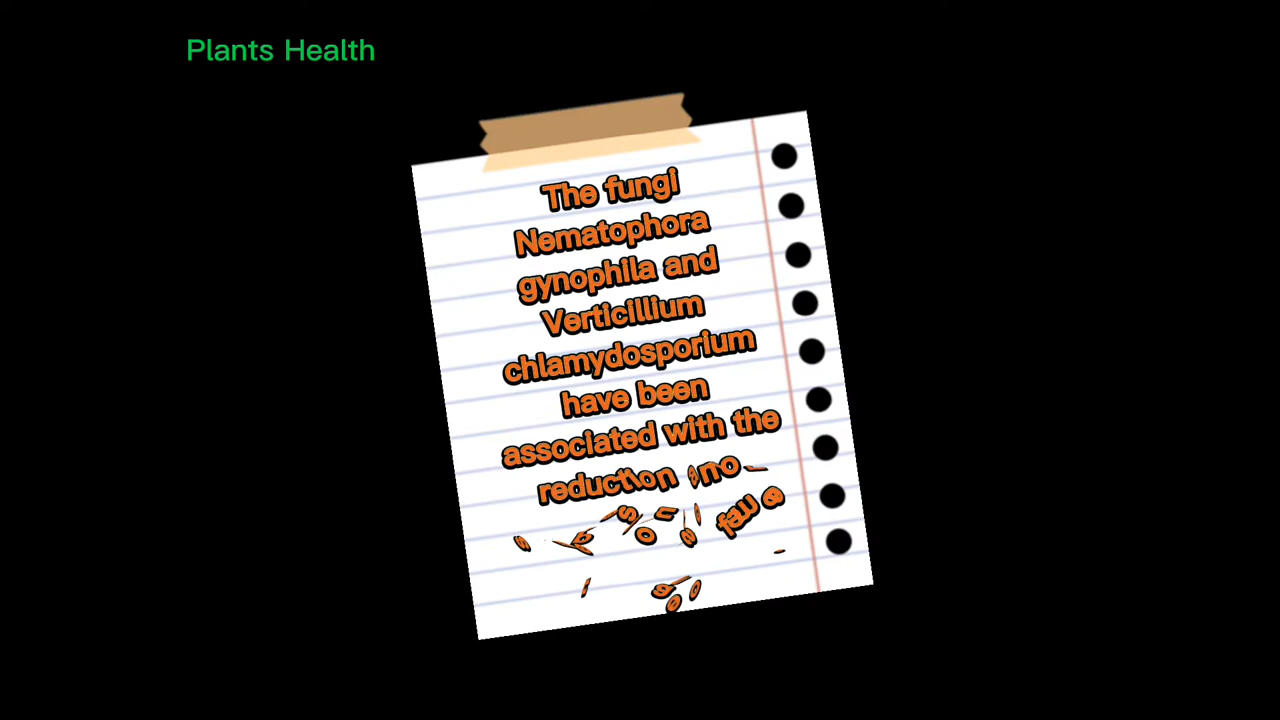 Plants Health
The fungi
Nematophora
gynophila and
Verticillium
chlamydosporium
have been
associated with the
reduction